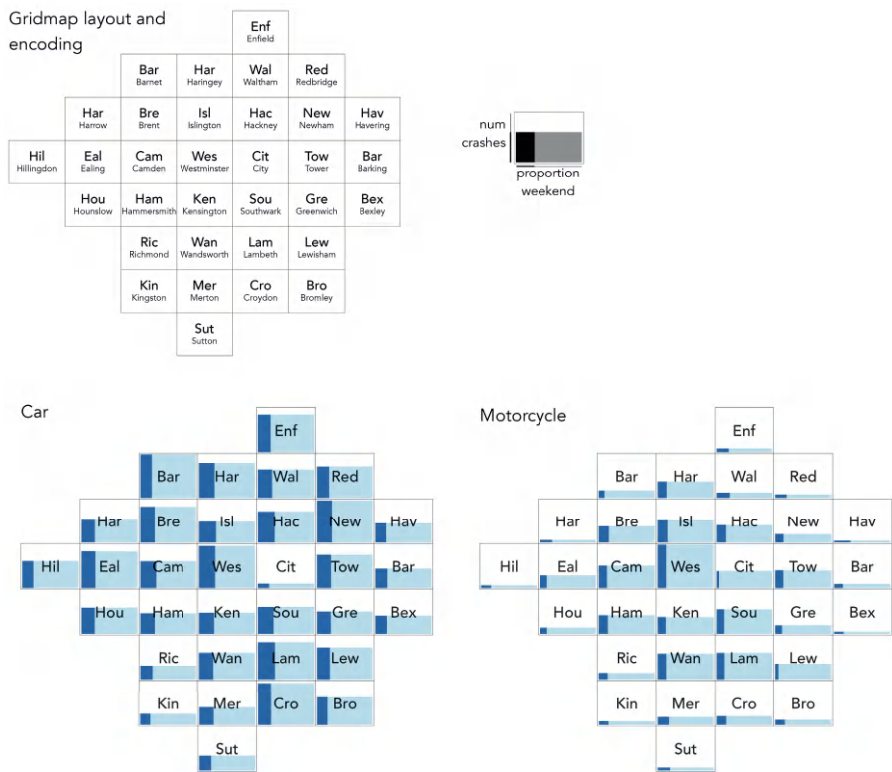 Gridmap layout and
encoding
Enf
Enfield
Bar Har Wal Red
Barnet Haringey Waltham Redbridge
Har Bre Isl Hac New Hav
Harrow Brent Islington Hackney Newham Havering
Hil Eal Cam Wes Cit Tow Bar
Hillingdon Ealing Camden Westminster City Tower Barking
Hou Ham Ken Sou Gre Bex
Hounslow Hammersmith Kensington Southwark Greenwich Bexley
Ric Wan Lam Lew
Richmond Wandsworth Lambeth Lewisham
Kin Mer Cro Bro
Kingston Merton Croydon Bromley
Sut
Sutton
num
crashes
proportion
weekend
Car
Enf
Bar Har Wal Red
Har Bre Isl Hac New Hav
Hil Eal Cam Wes Cit Tow Bar
Hou Ham Ken Sou Gre Bex
Ric Wan Lam Lew
Kin Mer Cro Bro
Sut
Motorcycle
Enf
Bar Har Wal Red
Har Bre Isl Hac New Hav
Hil Eal Cam Wes Cit Tow Bar
Hou Ham Ken Sou Gre Bex
Ric Wan Lam Lew
Kin Mer Cro Bro
Sut